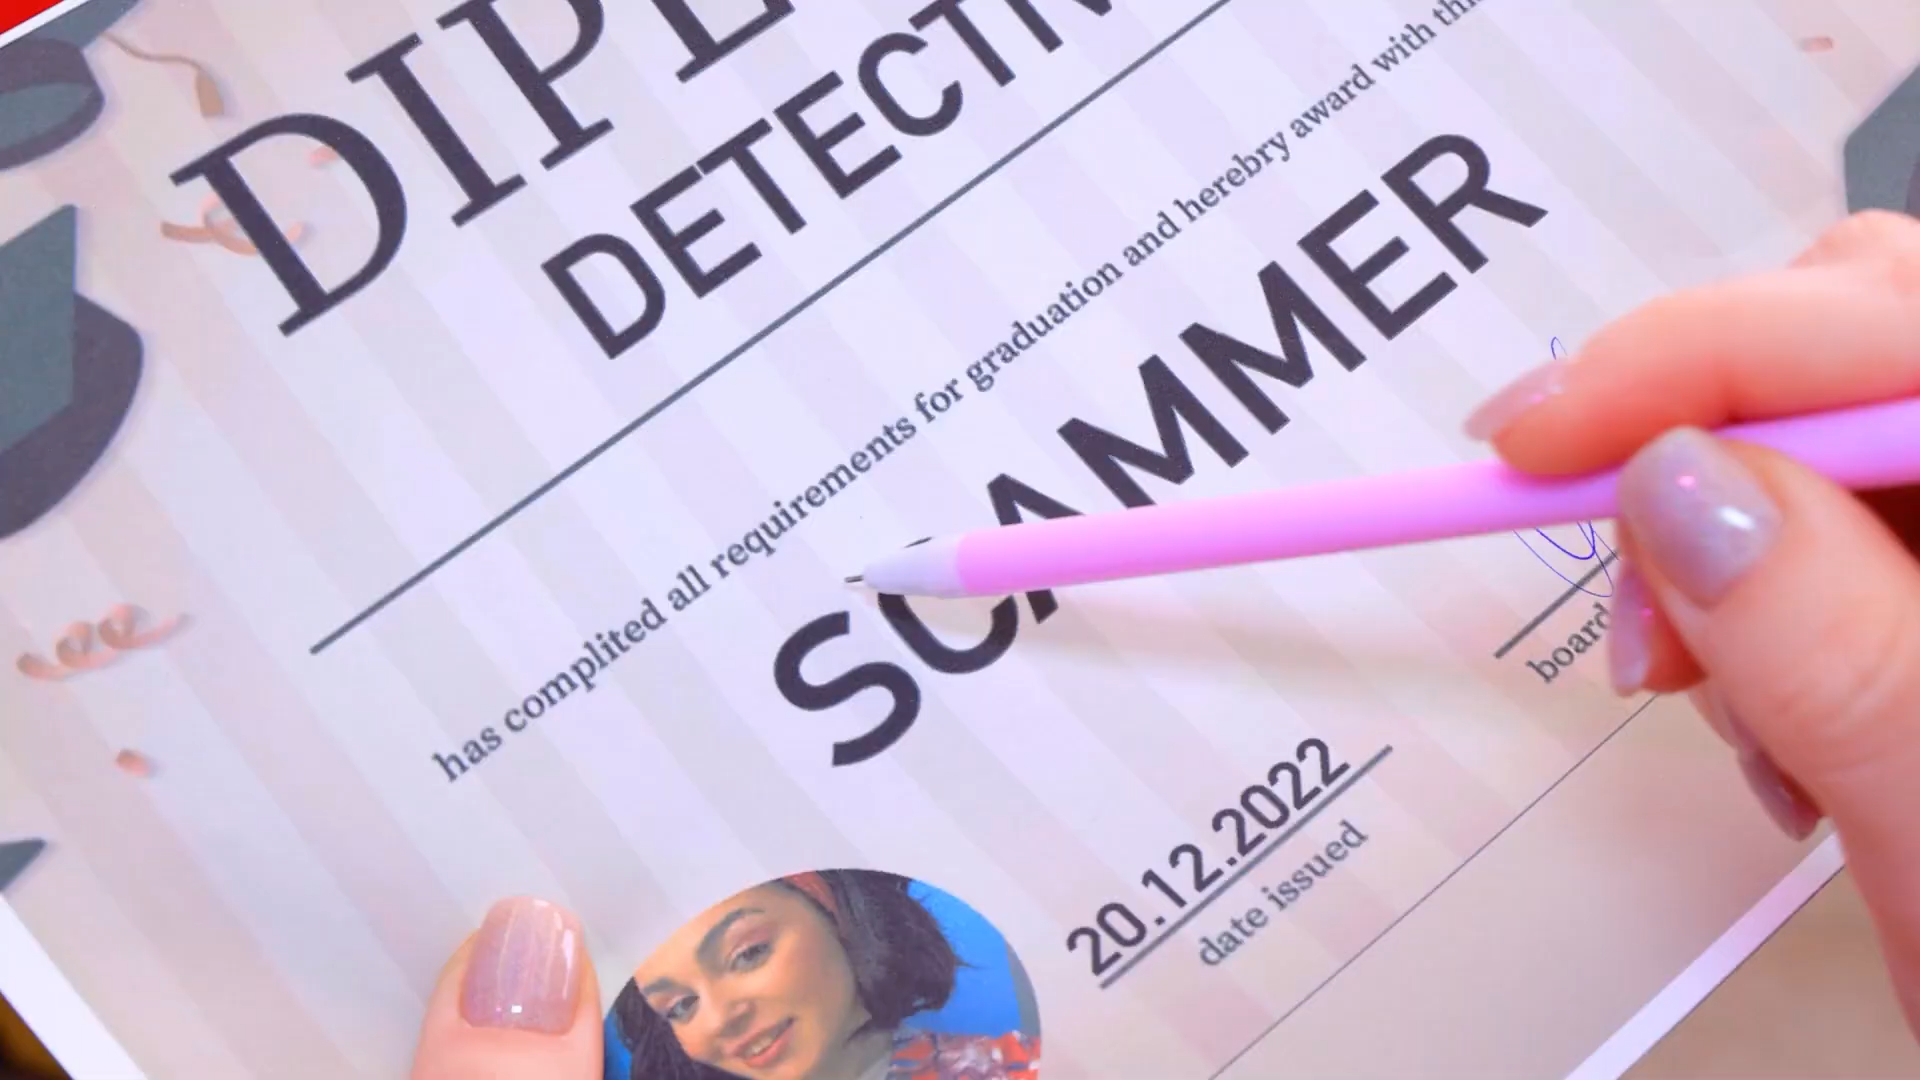 DIPL
DETECTIV
has complited all requirements for graduation and herebry award with this
SCAMMER
board
20.12.2022
date issued